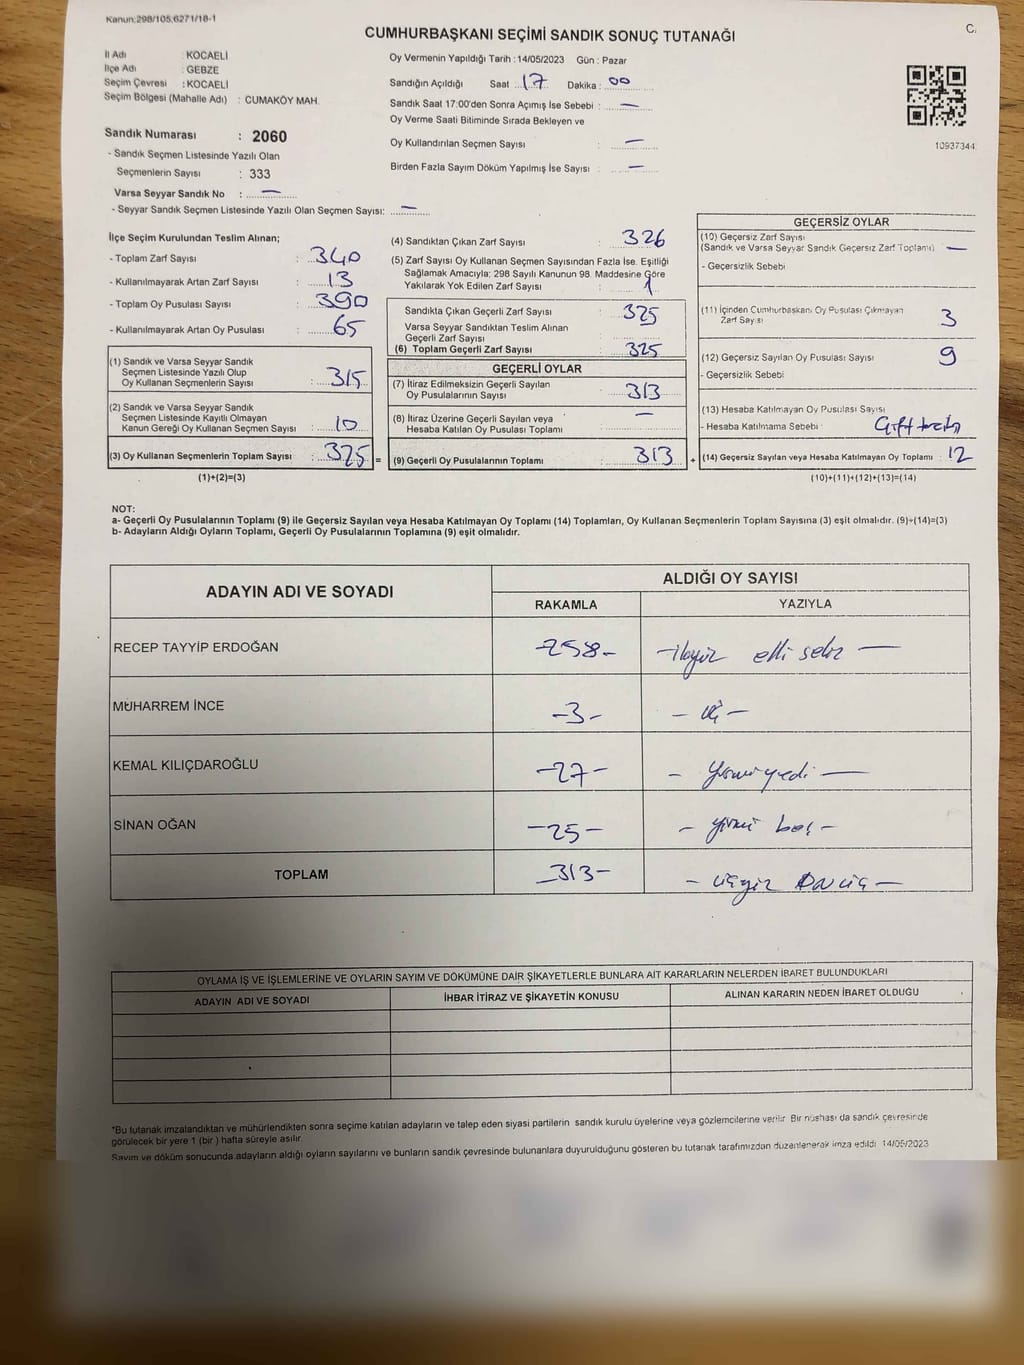 Kanun:298/105,6271/18-1
C.
CUMHURBAŞKANI SEÇİMİ SANDIK SONUÇ TUTANAĞI
İl Adı : KOCAELİ
İlçe Adı : GEBZE
Seçim Çevresi : KOCAELİ
Seçim Bölgesi (Mahalle Adı) : CUMAKÖY MAH.
Oy Vermenin Yapıldığı Tarih : 14/05/2023 Gün : Pazar
Sandığın Açıldığı Saat : 17 Dakika : 00
Sandık Saat 17:00'den Sonra Açımış İse Sebebi : —
Oy Verme Saati Bitiminde Sırada Bekleyen ve
Oy Kullandırılan Seçmen Sayısı : —
Birden Fazla Sayım Döküm Yapılmış İse Sayısı : —
10937344
Sandık Numarası : 2060
- Sandık Seçmen Listesinde Yazılı Olan
Seçmenlerin Sayısı : 333
Varsa Seyyar Sandık No : —
- Seyyar Sandık Seçmen Listesinde Yazılı Olan Seçmen Sayısı: —
İlçe Seçim Kurulundan Teslim Alınan;
- Toplam Zarf Sayısı : 340
- Kullanılmayarak Artan Zarf Sayısı : 13
- Toplam Oy Pusulası Sayısı : 390
- Kullanılmayarak Artan Oy Pusulası : 65
(1) Sandık ve Varsa Seyyar Sandık
Seçmen Listesinde Yazılı Olup
Oy Kullanan Seçmenlerin Sayısı : 315
(2) Sandık ve Varsa Seyyar Sandık
Seçmen Listesinde Kayıtlı Olmayan
Kanun Gereği Oy Kullanan Seçmen Sayısı : 10
(3) Oy Kullanan Seçmenlerin Toplam Sayısı : 325 =
(1)+(2)=(3)
(4) Sandıktan Çıkan Zarf Sayısı : 326
(5) Zarf Sayısı Oy Kullanan Seçmen Sayısından Fazla İse. Eşitliği
Sağlamak Amacıyla; 298 Sayılı Kanunun 98. Maddesine Göre
Yakılarak Yok Edilen Zarf Sayısı : 1
Sandıkta Çıkan Geçerli Zarf Sayısı : 325
Varsa Seyyar Sandıktan Teslim Alınan
Geçerli Zarf Sayısı :
(6) Toplam Geçerli Zarf Sayısı : 325
GEÇERLİ OYLAR
(7) İtiraz Edilmeksizin Geçerli Sayılan
Oy Pusulalarının Sayısı : 313
(8) İtiraz Üzerine Geçerli Sayılan veya
Hesaba Katılan Oy Pusulası Toplamı : —
(9) Geçerli Oy Pusulalarının Toplamı : 313 +
GEÇERSİZ OYLAR
(10) Geçersiz Zarf Sayısı
(Sandık ve Varsa Seyyar Sandık Geçersiz Zarf Toplamı) —
- Geçersizlik Sebebi
(11) İçinden Cumhurbaşkanı Oy Pusulası Çıkmayan
Zarf Sayısı 3
(12) Geçersiz Sayılan Oy Pusulası Sayısı 9
- Geçersizlik Sebebi
(13) Hesaba Katılmayan Oy Pusulası Sayısı
- Hesaba Katılmama Sebebi :
(14) Geçersiz Sayılan veya Hesaba Katılmayan Oy Toplamı : 12
(10)+(11)+(12)+(13)=(14)
NOT:
a- Geçerli Oy Pusulalarının Toplamı (9) ile Geçersiz Sayılan veya Hesaba Katılmayan Oy Toplamı (14) Toplamları, Oy Kullanan Seçmenlerin Toplam Sayısına (3) eşit olmalıdır. (9)+(14)=(3)
b- Adayların Aldığı Oyların Toplamı, Geçerli Oy Pusulalarının Toplamına (9) eşit olmalıdır.
ADAYIN ADI VE SOYADI
ALDIĞI OY SAYISI
RAKAMLA YAZIYLA
RECEP TAYYİP ERDOĞAN -258- -ikiyüz elli sekiz —
MUHARREM İNCE -3- - üç -
KEMAL KILIÇDAROĞLU -27- - yirmi yedi —
SİNAN OĞAN -25- - yirmi beş -
TOPLAM -313- - üçyüz on üç -
OYLAMA İŞ VE İŞLEMLERİNE VE OYLARIN SAYIM VE DÖKÜMÜNE DAİR ŞİKAYETLERLE BUNLARA AİT KARARLARIN NELERDEN İBARET BULUNDUKLARI
ADAYIN ADI VE SOYADI İHBAR İTİRAZ VE ŞİKAYETİN KONUSU ALINAN KARARIN NEDEN İBARET OLDUĞU
*Bu tutanak imzalandıktan ve mühürlendikten sonra seçime katılan adayların ve talep eden siyasi partilerin sandık kurulu üyelerine veya gözlemcilerine verilir. Bir nüshası da sandık çevresinde
görülecek bir yere 1 (bir ) hafta süreyle asılır.
Sayım ve döküm sonucunda adayların aldığı oyların sayılarını ve bunların sandık çevresinde bulunanlara duyurulduğunu gösteren bu tutanak tarafımızdan düzenlenerek imza edildi. 14/05/2023